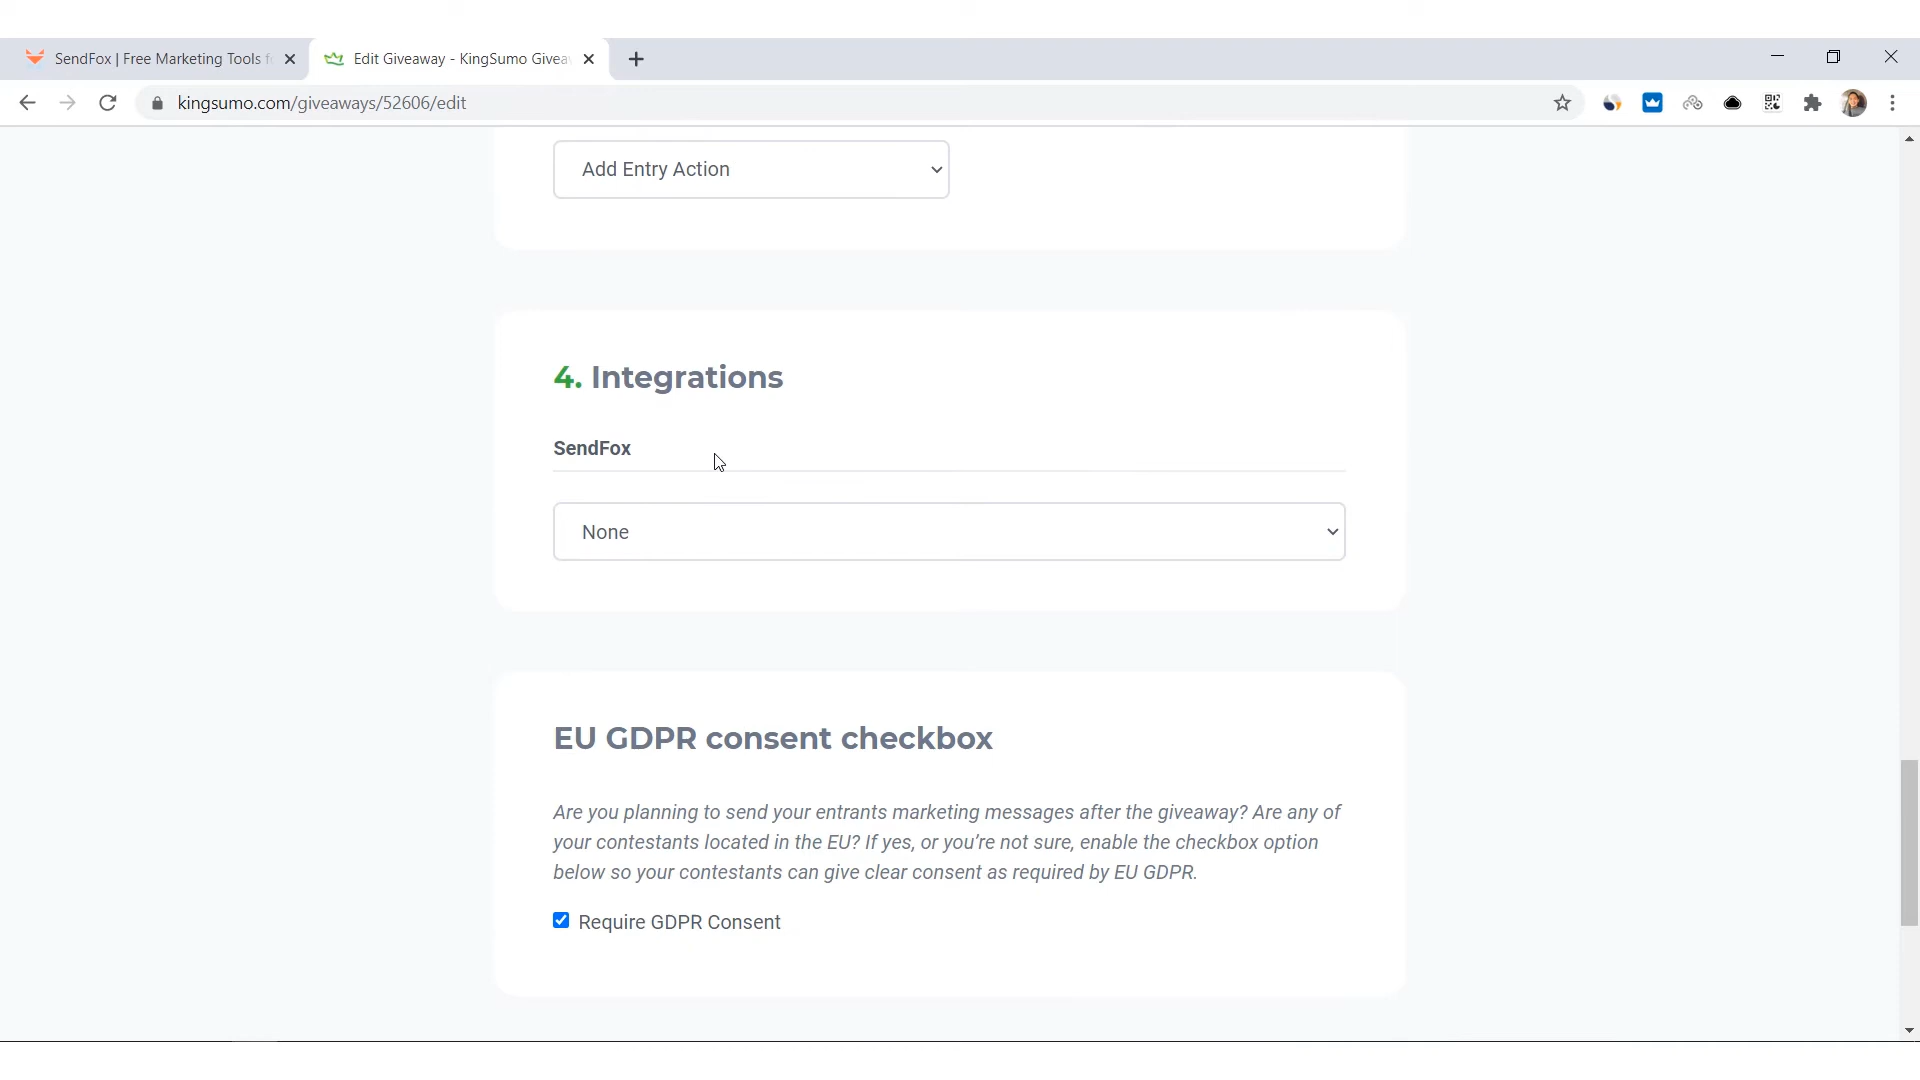 SendFox | Free Marketing Tools f
Edit Giveaway - KingSumo Givea
kingsumo.com/giveaways/52606/edit
Add Entry Action
4. Integrations
SendFox
None
EU GDPR consent checkbox
Are you planning to send your entrants marketing messages after the giveaway? Are any of
your contestants located in the EU? If yes, or you're not sure, enable the checkbox option
below so your contestants can give clear consent as required by EU GDPR.
Require GDPR Consent